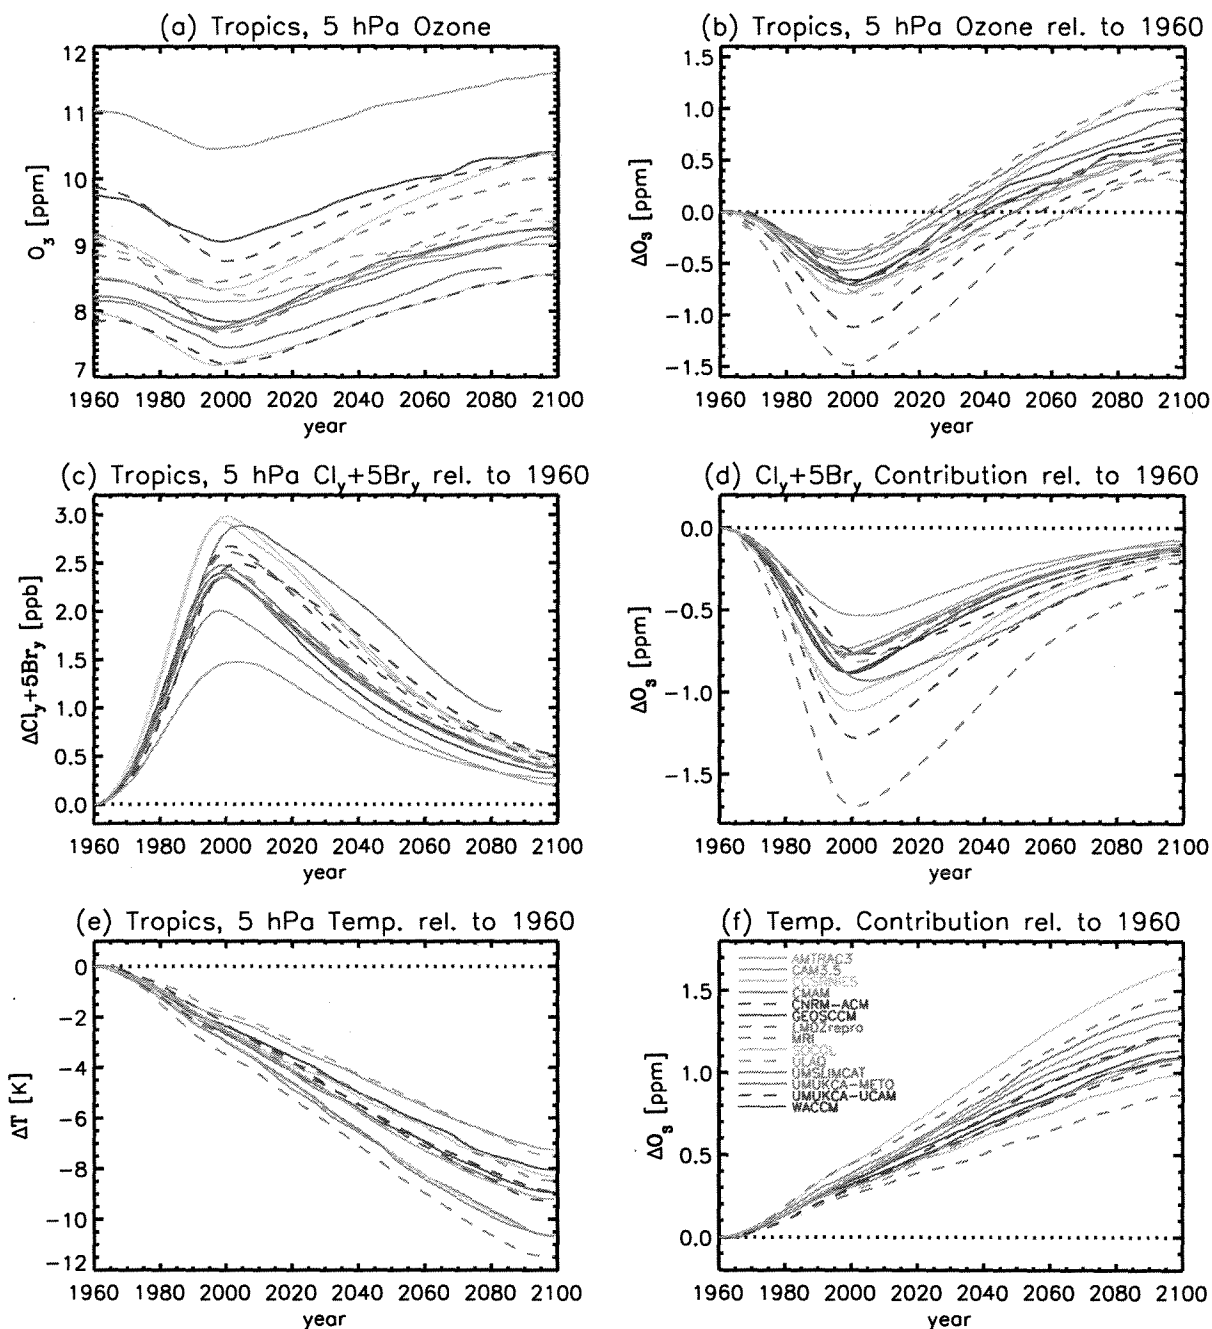 (a) Tropics, 5 hPa Ozone
12
11
10
9
8
7
O3 [ppm]
1960 1980 2000 2020 2040 2060 2080 2100
year
(b) Tropics, 5 hPa Ozone rel. to 1960
1.5
1.0
0.5
0.0
−0.5
−1.0
−1.5
ΔO3 [ppm]
1960 1980 2000 2020 2040 2060 2080 2100
year
(c) Tropics, 5 hPa Cly+5Bry rel. to 1960
3.0
2.5
2.0
1.5
1.0
0.5
0.0
ΔCly+5Bry [ppb]
1960 1980 2000 2020 2040 2060 2080 2100
year
(d) Cly+5Bry Contribution rel. to 1960
0.0
−0.5
−1.0
−1.5
ΔO3 [ppm]
1960 1980 2000 2020 2040 2060 2080 2100
year
(e) Tropics, 5 hPa Temp. rel. to 1960
0
−2
−4
−6
−8
−10
−12
ΔT [K]
1960 1980 2000 2020 2040 2060 2080 2100
year
(f) Temp. Contribution rel. to 1960
1.5
1.0
0.5
0.0
ΔO3 [ppm]
AMTRAC3
CAM3.5
CCSRNIES
CMAM
CNRM−ACM
GEOSCCM
LMDZrepro
MRI
SOCOL
ULAQ
UMSLIMCAT
UMUKCA−METO
UMUKCA−UCAM
WACCM
1960 1980 2000 2020 2040 2060 2080 2100
year